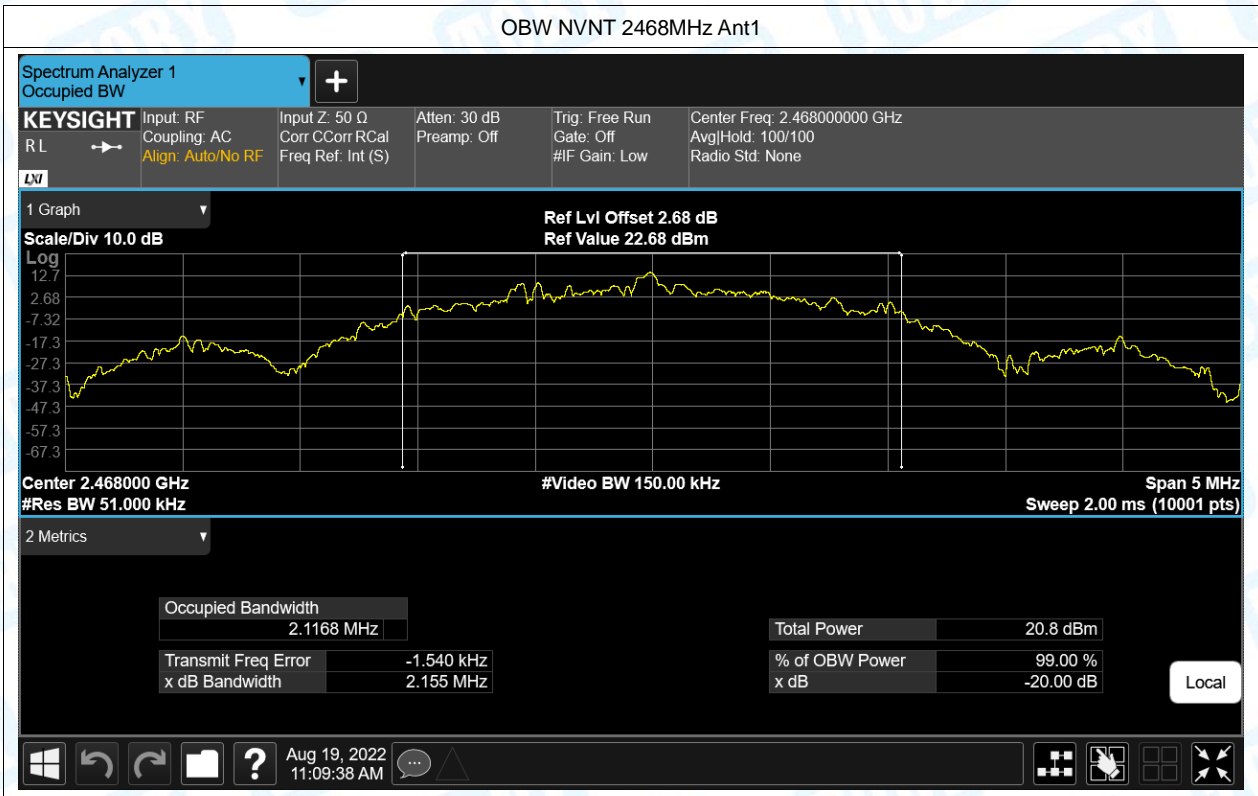 OBW NVNT 2468MHz Ant1
Spectrum Analyzer 1
Occupied BW
KEYSIGHT
R L
LXI
Input: RF
Coupling: AC
Align: Auto/No RF
Input Z: 50 Ω
Corr CCorr RCal
Freq Ref: Int (S)
Atten: 30 dB
Preamp: Off
Trig: Free Run
Gate: Off
#IF Gain: Low
Center Freq: 2.468000000 GHz
Avg|Hold: 100/100
Radio Std: None
1 Graph
Scale/Div 10.0 dB
Ref Lvl Offset 2.68 dB
Ref Value 22.68 dBm
Log
12.7
2.68
-7.32
-17.3
-27.3
-37.3
-47.3
-57.3
-67.3
Center 2.468000 GHz
#Video BW 150.00 kHz
Span 5 MHz
#Res BW 51.000 kHz
Sweep 2.00 ms (10001 pts)
2 Metrics
Occupied Bandwidth
2.1168 MHz
Total Power 20.8 dBm
Transmit Freq Error -1.540 kHz
% of OBW Power 99.00 %
x dB Bandwidth 2.155 MHz
x dB -20.00 dB
Local
Aug 19, 2022
11:09:38 AM